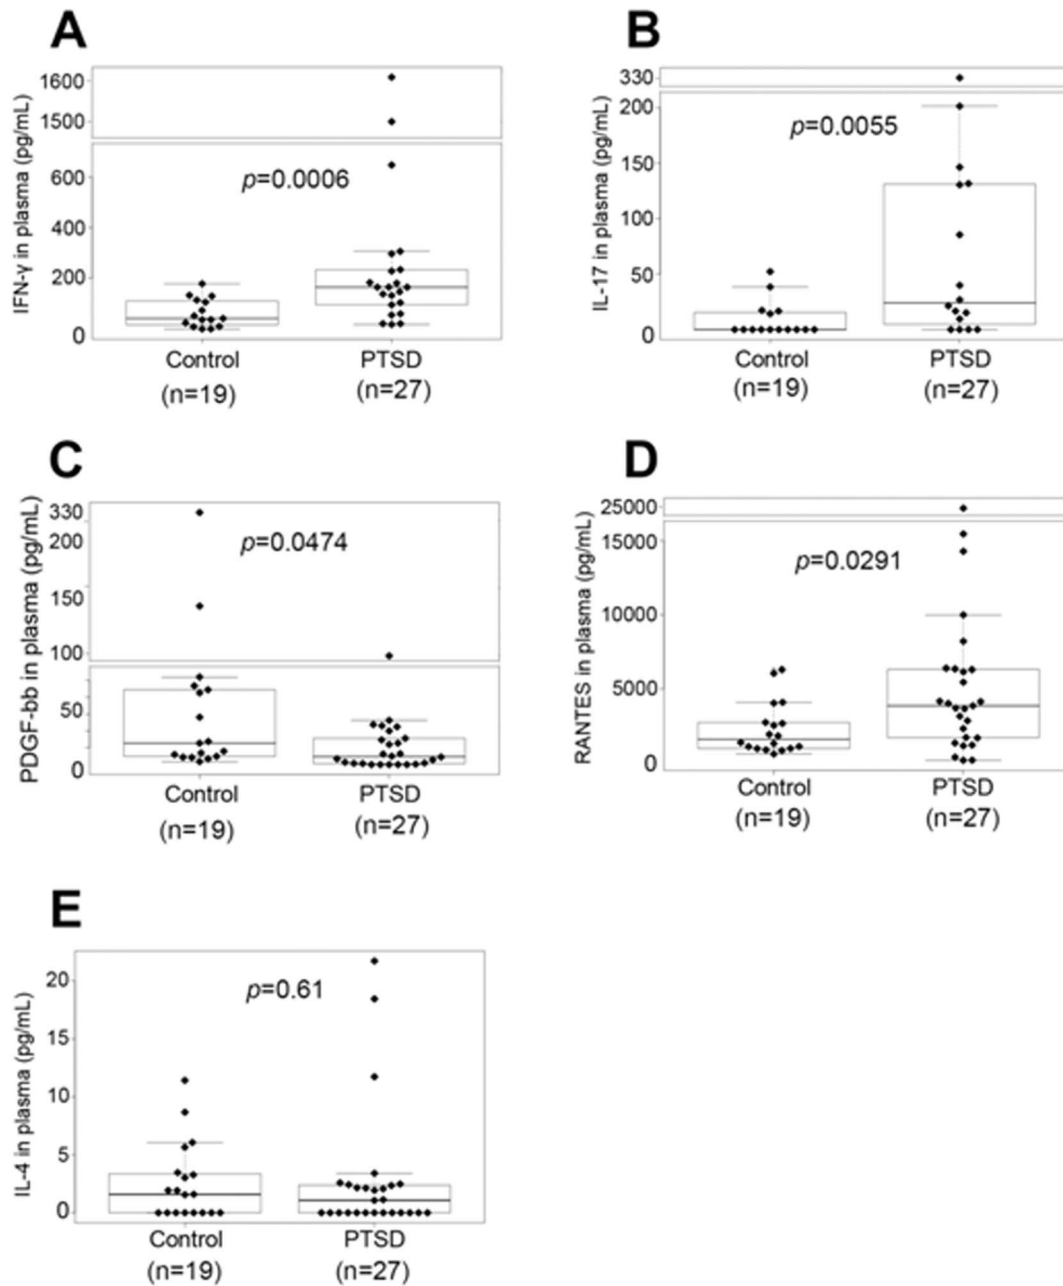 A
IFN-γ in plasma (pg/mL)
1600
1500
600
400
200
0
p=0.0006
Control
(n=19)
PTSD
(n=27)
B
IL-17 in plasma (pg/mL)
330
200
150
100
50
0
p=0.0055
Control
(n=19)
PTSD
(n=27)
C
PDGF-bb in plasma (pg/mL)
330
200
150
100
50
0
p=0.0474
Control
(n=19)
PTSD
(n=27)
D
RANTES in plasma (pg/mL)
25000
15000
10000
5000
0
p=0.0291
Control
(n=19)
PTSD
(n=27)
E
IL-4 in plasma (pg/mL)
20
15
10
5
0
p=0.61
Control
(n=19)
PTSD
(n=27)